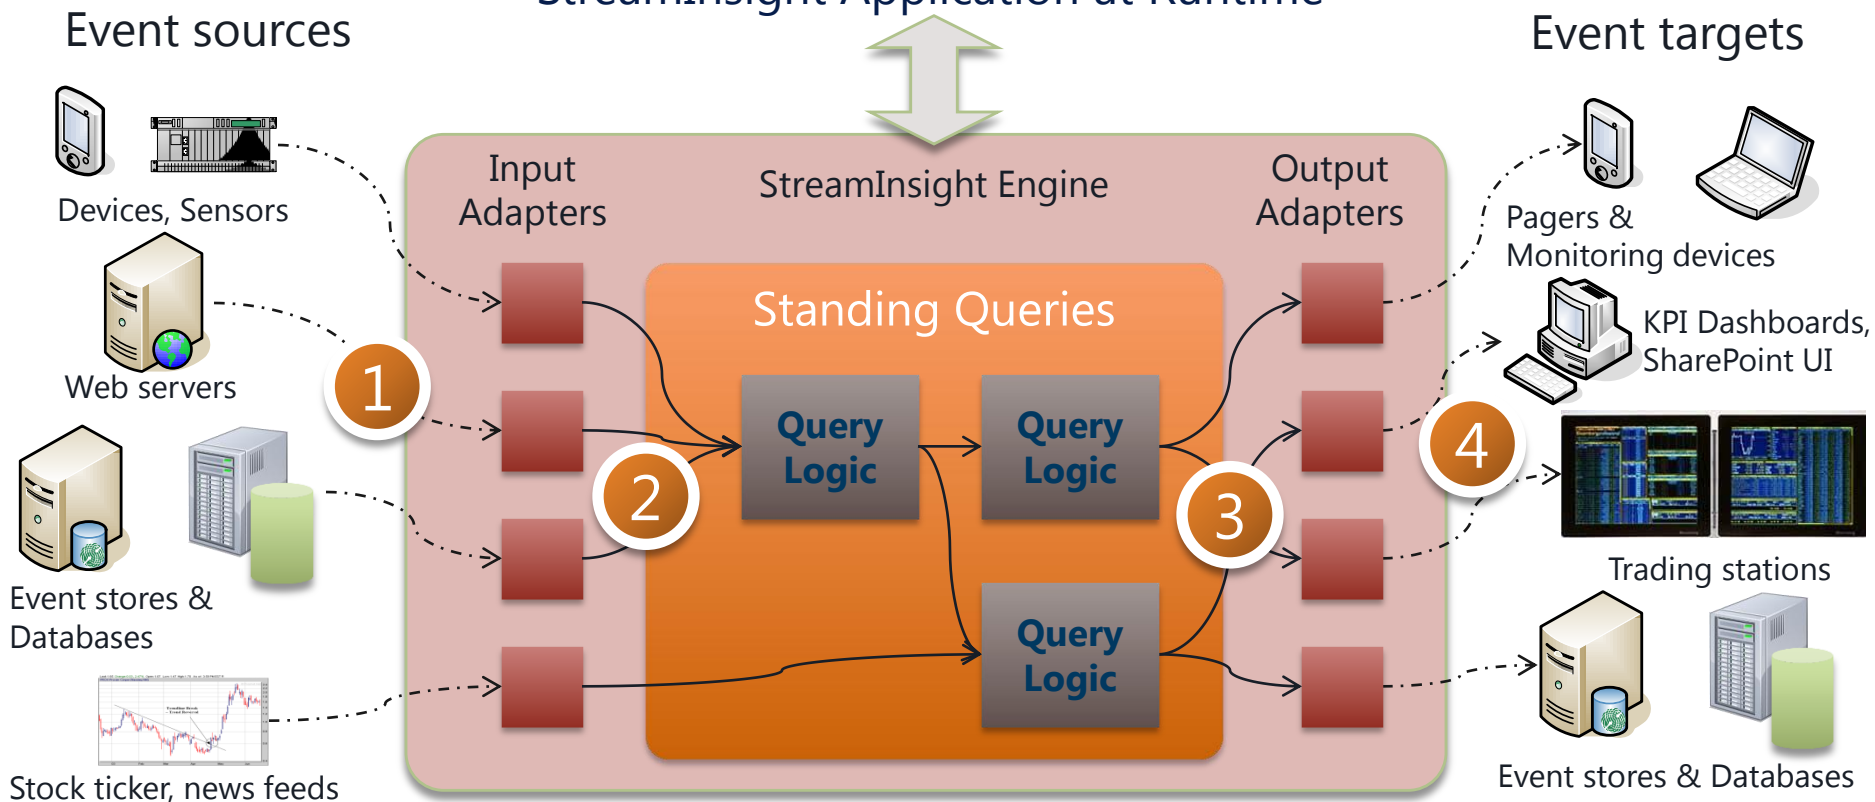 StreamInsight Application at Runtime
Event sources
Event targets
Devices, Sensors
Web servers
Event stores &
Databases
Stock ticker, news feeds
Input
Adapters
StreamInsight Engine
Output
Adapters
Standing Queries
Query
Logic
Query
Logic
Query
Logic
1
2
3
4
Pagers &
Monitoring devices
KPI Dashboards,
SharePoint UI
Trading stations
Event stores & Databases